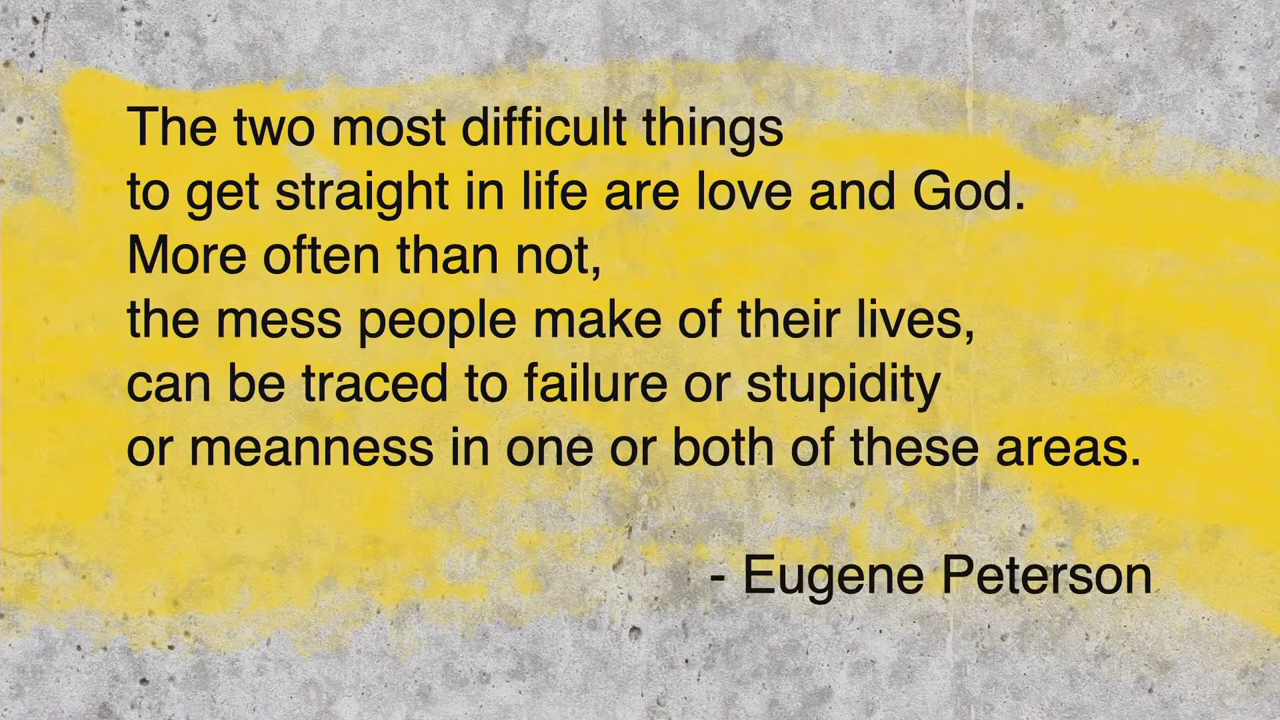 The two most difficult things
to get straight in life are love and God.
More often than not,
the mess people make of their lives,
can be traced to failure or stupidity
or meanness in one or both of these areas.
- Eugene Peterson